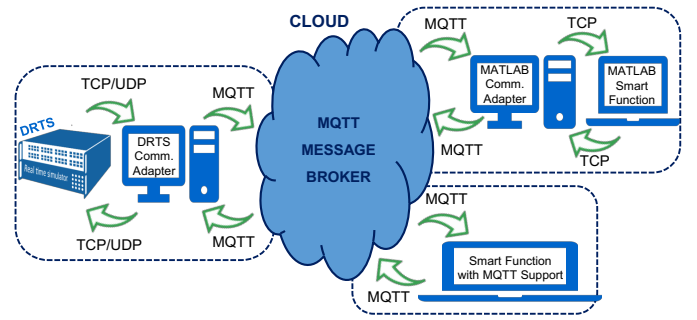 CLOUD
MQTT
TCP
MATLAB
Comm.
Adapter
MATLAB
Smart
Function
MQTT
TCP
TCP/UDP
MQTT
DRTS
Real time simulator
DRTS
Comm.
Adapter
TCP/UDP
MQTT
MQTT
MESSAGE
BROKER
MQTT
Smart Function
with MQTT Support
MQTT